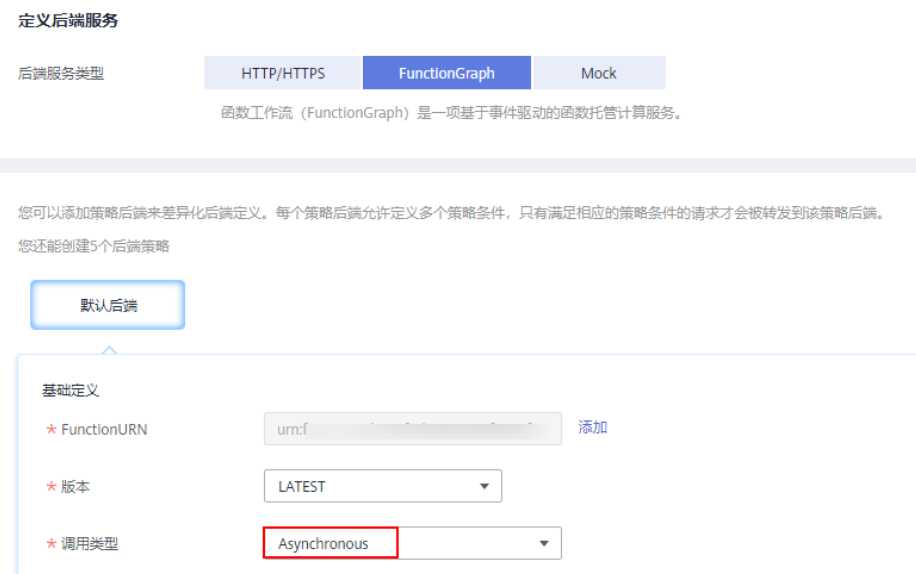 定义后端服务
后端服务类型 HTTP/HTTPS FunctionGraph Mock
函数工作流（FunctionGraph）是一项基于事件驱动的函数托管计算服务。
您可以添加策略后端来差异化后端定义。每个策略后端允许定义多个策略条件，只有满足相应的策略条件的请求才会被转发到该策略后端。
您还能创建5个后端策略
默认后端
基础定义
* FunctionURN urn:f 添加
* 版本 LATEST
* 调用类型 Asynchronous